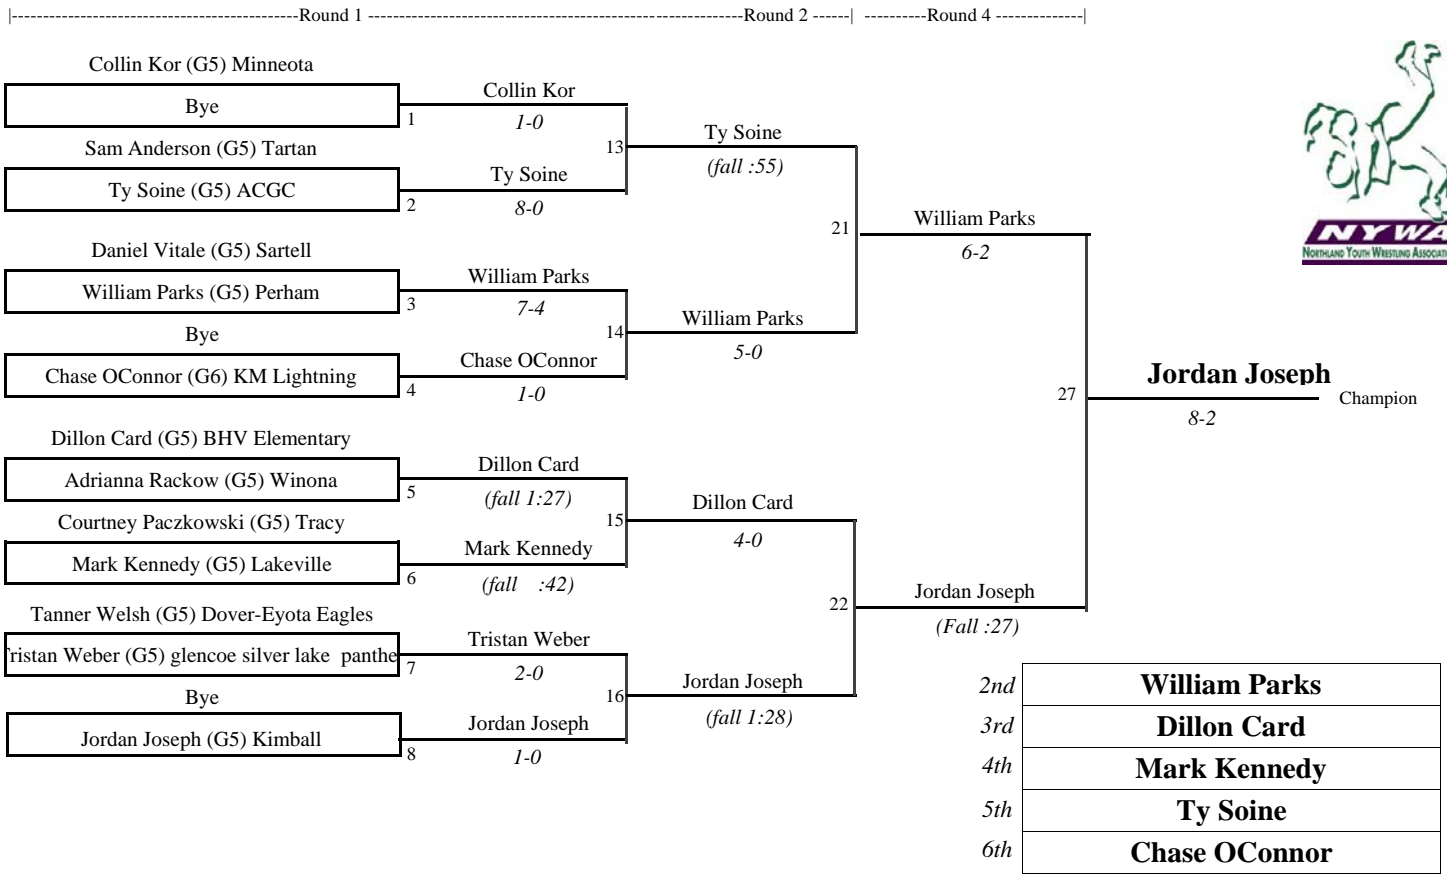 |----------------------------------------------Round 1 ------------------------------------------------------------------------Round 2 ------| ----------Round 4 --------------|
Collin Kor (G5) Minneota
Bye
1
Collin Kor
1-0
Sam Anderson (G5) Tartan
Ty Soine (G5) ACGC
2
Ty Soine
8-0
13
Ty Soine
(fall :55)
Daniel Vitale (G5) Sartell
William Parks (G5) Perham
3
William Parks
7-4
Bye
Chase OConnor (G6) KM Lightning
4
Chase OConnor
1-0
14
William Parks
5-0
21
William Parks
6-2
Dillon Card (G5) BHV Elementary
Adrianna Rackow (G5) Winona
5
Dillon Card
(fall 1:27)
Courtney Paczkowski (G5) Tracy
Mark Kennedy (G5) Lakeville
6
Mark Kennedy
(fall :42)
15
Dillon Card
4-0
Tanner Welsh (G5) Dover-Eyota Eagles
ristan Weber (G5) glencoe silver lake panthe
7
Tristan Weber
2-0
Bye
Jordan Joseph (G5) Kimball
8
Jordan Joseph
1-0
16
Jordan Joseph
(fall 1:28)
22
Jordan Joseph
(Fall :27)
27
Jordan Joseph
Champion
8-2
NYWA
NORTHLAND YOUTH WRESTLING ASSOCIAT
2nd William Parks
3rd Dillon Card
4th Mark Kennedy
5th Ty Soine
6th Chase OConnor